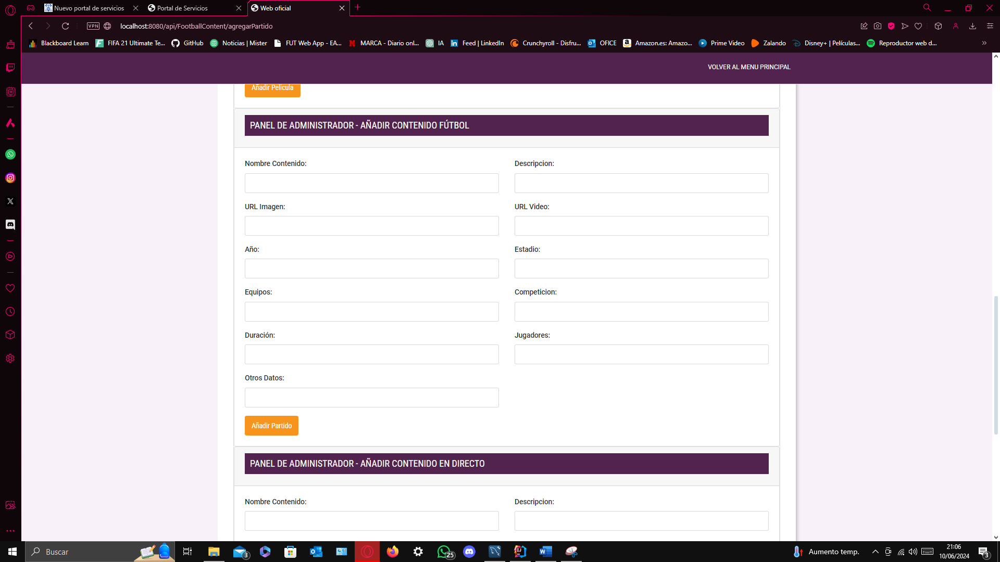 Nuevo portal de servicios
Portal de Servicios
Web oficial
VPN
localhost:8080/api/FootballContent/agregarPartido
Blackboard Learn
FIFA 21 Ultimate Te...
GitHub
Noticias | Mister
FUT Web App - EA...
MARCA - Diario onl...
IA
Feed | LinkedIn
Crunchyroll - Disfru...
OFICE
Amazon.es: Amazo...
Prime Video
Zalando
Disney+ | Películas...
Reproductor web d...
VOLVER AL MENU PRINCIPAL
Añadir Pelicula
PANEL DE ADMINISTRADOR - AÑADIR CONTENIDO FÚTBOL
Nombre Contenido:
Descripcion:
URL Imagen:
URL Video:
Año:
Estadio:
Equipos:
Competicion:
Duración:
Jugadores:
Otros Datos:
Añadir Partido
PANEL DE ADMINISTRADOR - AÑADIR CONTENIDO EN DIRECTO
Nombre Contenido:
Descripcion:
Buscar
3
25
Aumento temp.
21:06
10/06/2024
3